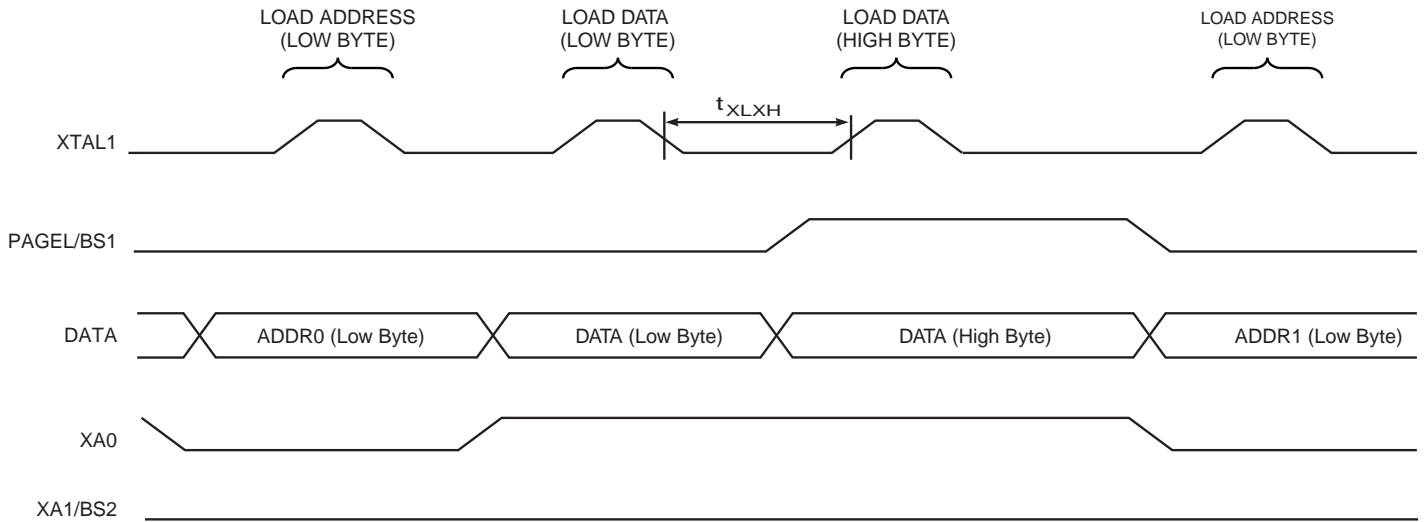 LOAD ADDRESS
(LOW BYTE)
LOAD DATA
(LOW BYTE)
LOAD DATA
(HIGH BYTE)
LOAD ADDRESS
(LOW BYTE)
tXLXH
XTAL1
PAGEL/BS1
DATA
ADDR0 (Low Byte)
DATA (Low Byte)
DATA (High Byte)
ADDR1 (Low Byte)
XA0
XA1/BS2